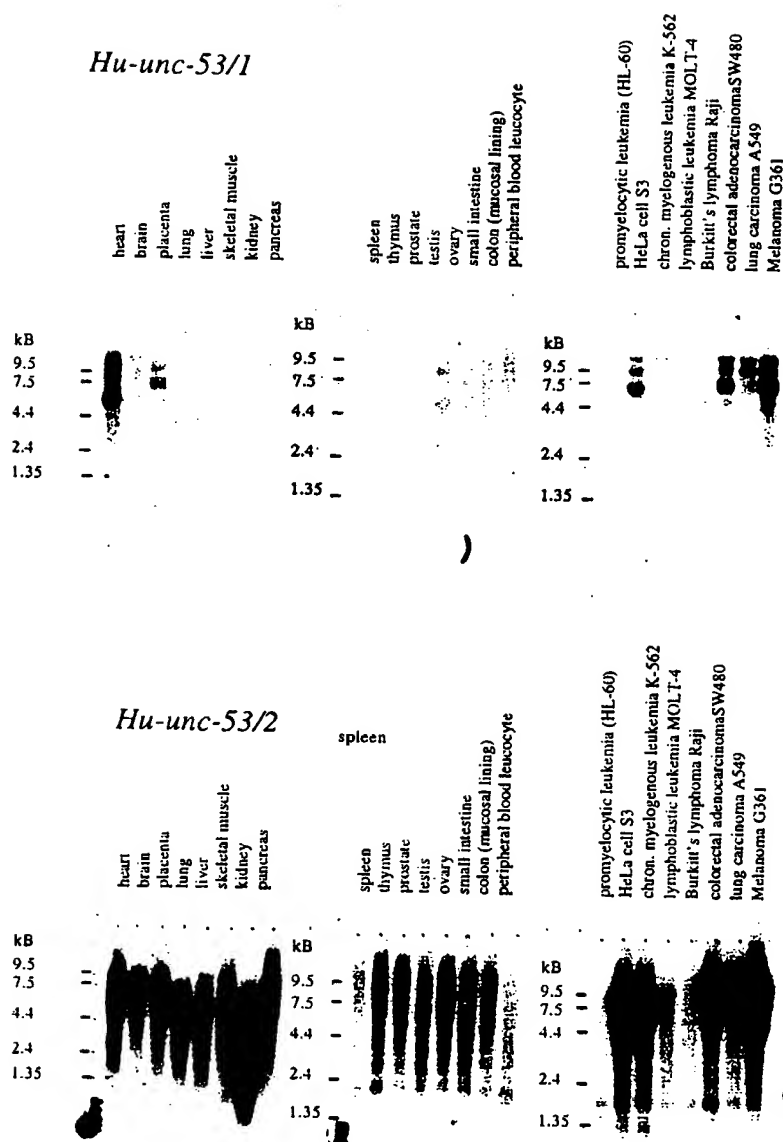 Hu-unc-53/1
heart
brain
placenta
lung
liver
skeletal muscle
kidney
pancreas
spleen
thymus
prostate
testis
ovary
small intestine
colon (mucosal lining)
peripheral blood leucocyte
promyelocytic leukemia (HL-60)
HeLa cell S3
chron. myelogenous leukemia K-562
lymphoblastic leukemia MOLT-4
Burkitt's lymphoma Raji
colorectal adenocarcinomaSW480
lung carcinoma A549
Melanoma G361
kB
9.5
7.5
4.4
2.4
1.35
kB
9.5
7.5
4.4
2.4
1.35
kB
9.5
7.5
4.4
2.4
1.35
Hu-unc-53/2
spleen
heart
brain
placenta
lung
liver
skeletal muscle
kidney
pancreas
spleen
thymus
prostate
testis
ovary
small intestine
colon (mucosal lining)
peripheral blood leucocyte
promyelocytic leukemia (HL-60)
HeLa cell S3
chron. myelogenous leukemia K-562
lymphoblastic leukemia MOLT-4
Burkitt's lymphoma Raji
colorectal adenocarcinomaSW480
lung carcinoma A549
Melanoma G361
kB
9.5
7.5
4.4
2.4
1.35
kB
9.5
7.5
4.4
2.4
1.35
kB
9.5
7.5
4.4
2.4
1.35